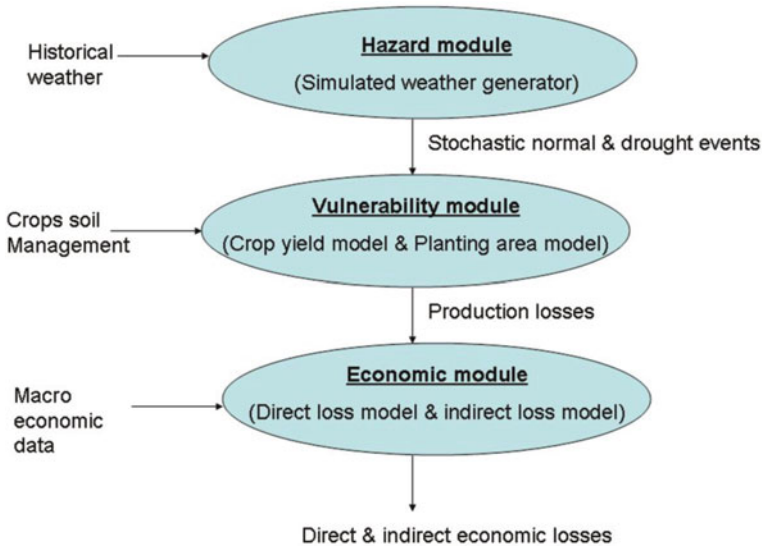 Historical
weather
Hazard module
(Simulated weather generator)
Stochastic normal & drought events
Crops soil
Management
Vulnerability module
(Crop yield model & Planting area model)
Production losses
Macro
economic
data
Economic module
(Direct loss model & indirect loss model)
Direct & indirect economic losses